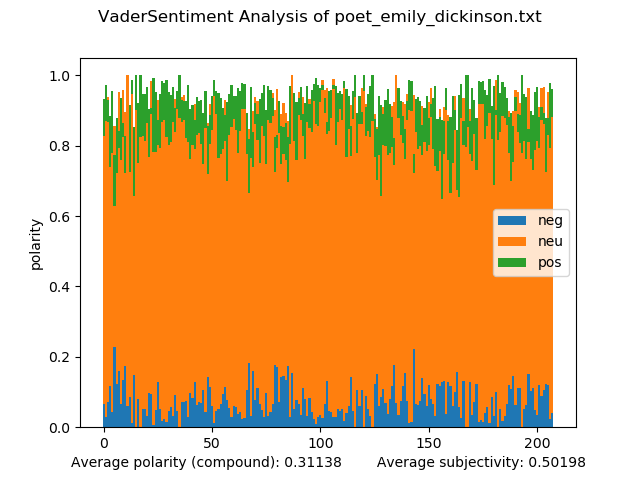 VaderSentiment Analysis of poet_emily_dickinson.txt
1.0
0.8
0.6
0.4
0.2
0.0
polarity
neg
neu
pos
0 50 100 150 200
Average polarity (compound): 0.31138 Average subjectivity: 0.50198